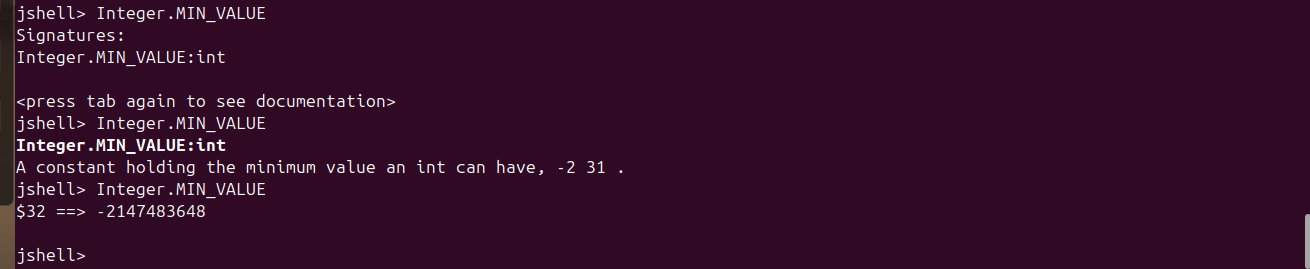 jshell> Integer.MIN_VALUE
Signatures:
Integer.MIN_VALUE:int
<press tab again to see documentation>
jshell> Integer.MIN_VALUE
Integer.MIN_VALUE:int
A constant holding the minimum value an int can have, -2 31 .
jshell> Integer.MIN_VALUE
$32 ==> -2147483648
jshell>